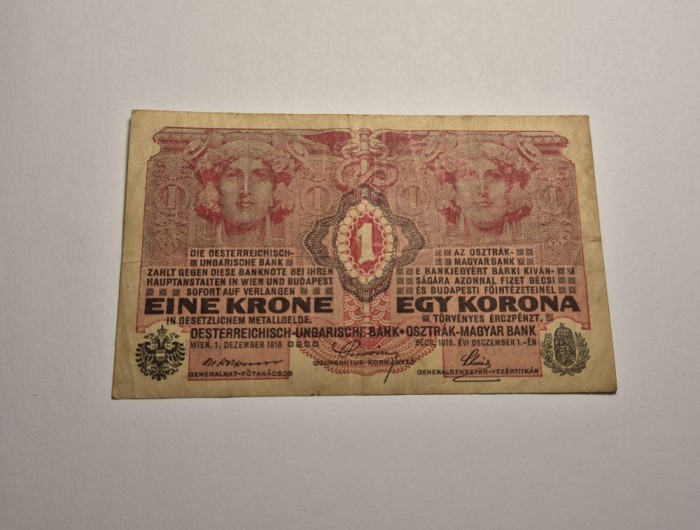 1 1 1 1
1
DIE OESTERREICHISCH-
UNGARISCHE BANK
ZAHLT GEGEN DIESE BANKNOTE BEI IHREN
HAUPTANSTALTEN IN WIEN UND BUDAPEST
SOFORT AUF VERLANGEN
EINE KRONE
IN GESETZLICHEM METALLGELDE.
AZ OSZTRÁK-
MAGYAR BANK
E BANKJEGYÉRT BÁRKI KIVÁN-
SÁGÁRA AZONNAL FIZET BÉCSI
ÉS BUDAPESTI FŐINTÉZETEINÉL
EGY KORONA
TÖRVÉNYES ÉRCZPÉNZT.
OESTERREICHISCH-UNGARISCHE BANK • OSZTRÁK-MAGYAR BANK
WIEN, 1. DEZEMBER 1916
BÉCS, 1916. ÉVI DECZEMBER 1.-ÉN
GENERALRAT-FŐTANÁCSOS
GOUVERNEUR-KORMÁNYZÓ
GENERALSEKRETÄR-VEZÉRTITKÁR